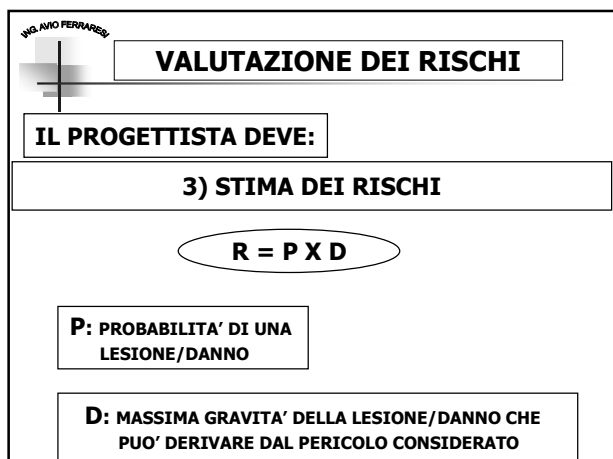 ING. AVIO FERRARESI
VALUTAZIONE DEI RISCHI
IL PROGETTISTA DEVE:
3) STIMA DEI RISCHI
R = P X D
P: PROBABILITA’ DI UNA
LESIONE/DANNO
D: MASSIMA GRAVITA’ DELLA LESIONE/DANNO CHE
PUO’ DERIVARE DAL PERICOLO CONSIDERATO